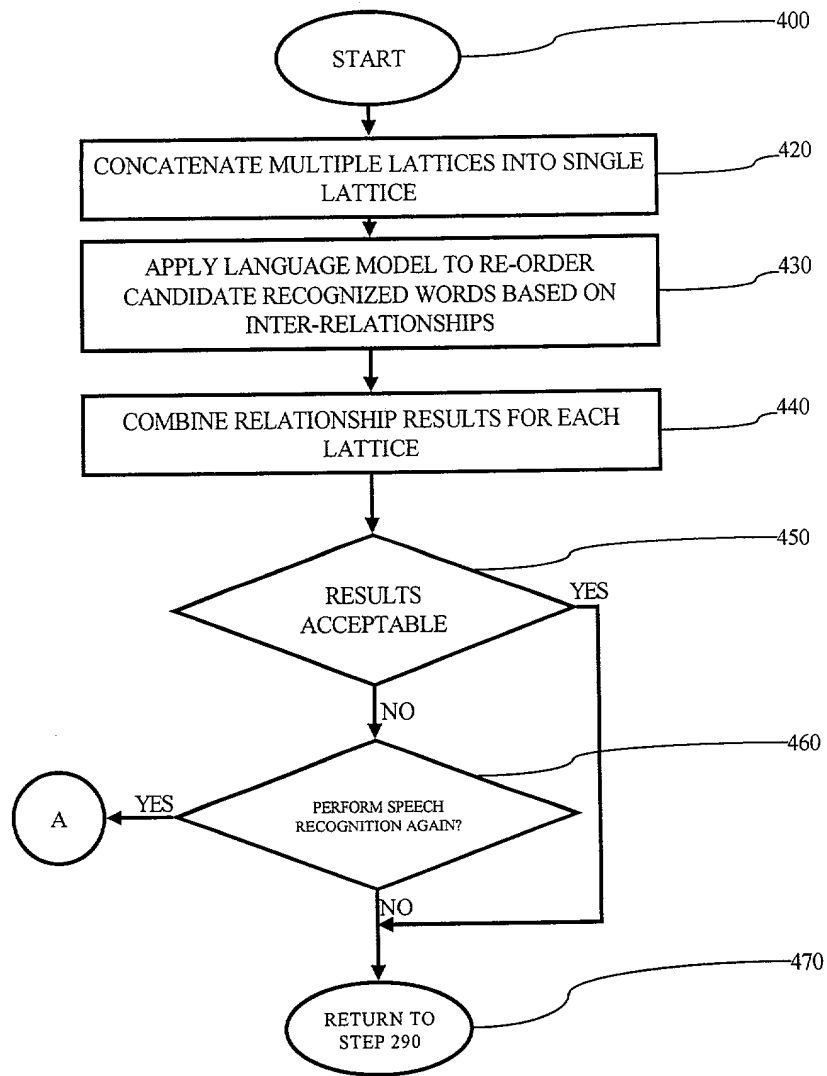 400
START
420
CONCATENATE MULTIPLE LATTICES INTO SINGLE
LATTICE
430
APPLY LANGUAGE MODEL TO RE-ORDER
CANDIDATE RECOGNIZED WORDS BASED ON
INTER-RELATIONSHIPS
440
COMBINE RELATIONSHIP RESULTS FOR EACH
LATTICE
450
RESULTS
ACCEPTABLE
YES
NO
460
PERFORM SPEECH
RECOGNITION AGAIN?
YES
A
NO
470
RETURN TO
STEP 290